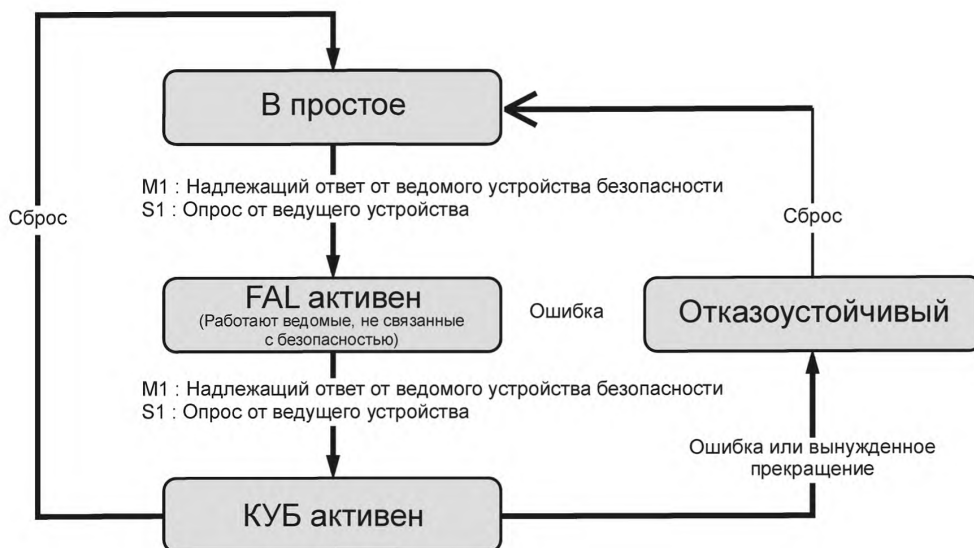 В простое
M1 : Надлежащий ответ от ведомого устройства безопасности
S1 : Опрос от ведущего устройства
Сброс
Сброс
FAL активен
(Работают ведомые, не связанные
с безопасностью)
Ошибка
Отказоустойчивый
M1 : Надлежащий ответ от ведомого устройства безопасности
S1 : Опрос от ведущего устройства
Ошибка или вынужденное
прекращение
КУБ активен